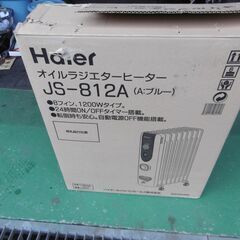 Haier
オイルラジエターヒーター
JS-812A (A:ブルー)
●8フィン、1200Wタイプ。
●24時間ON/OFFタイマー搭載。
●転倒時も安心。自動電源OFF機能搭載。